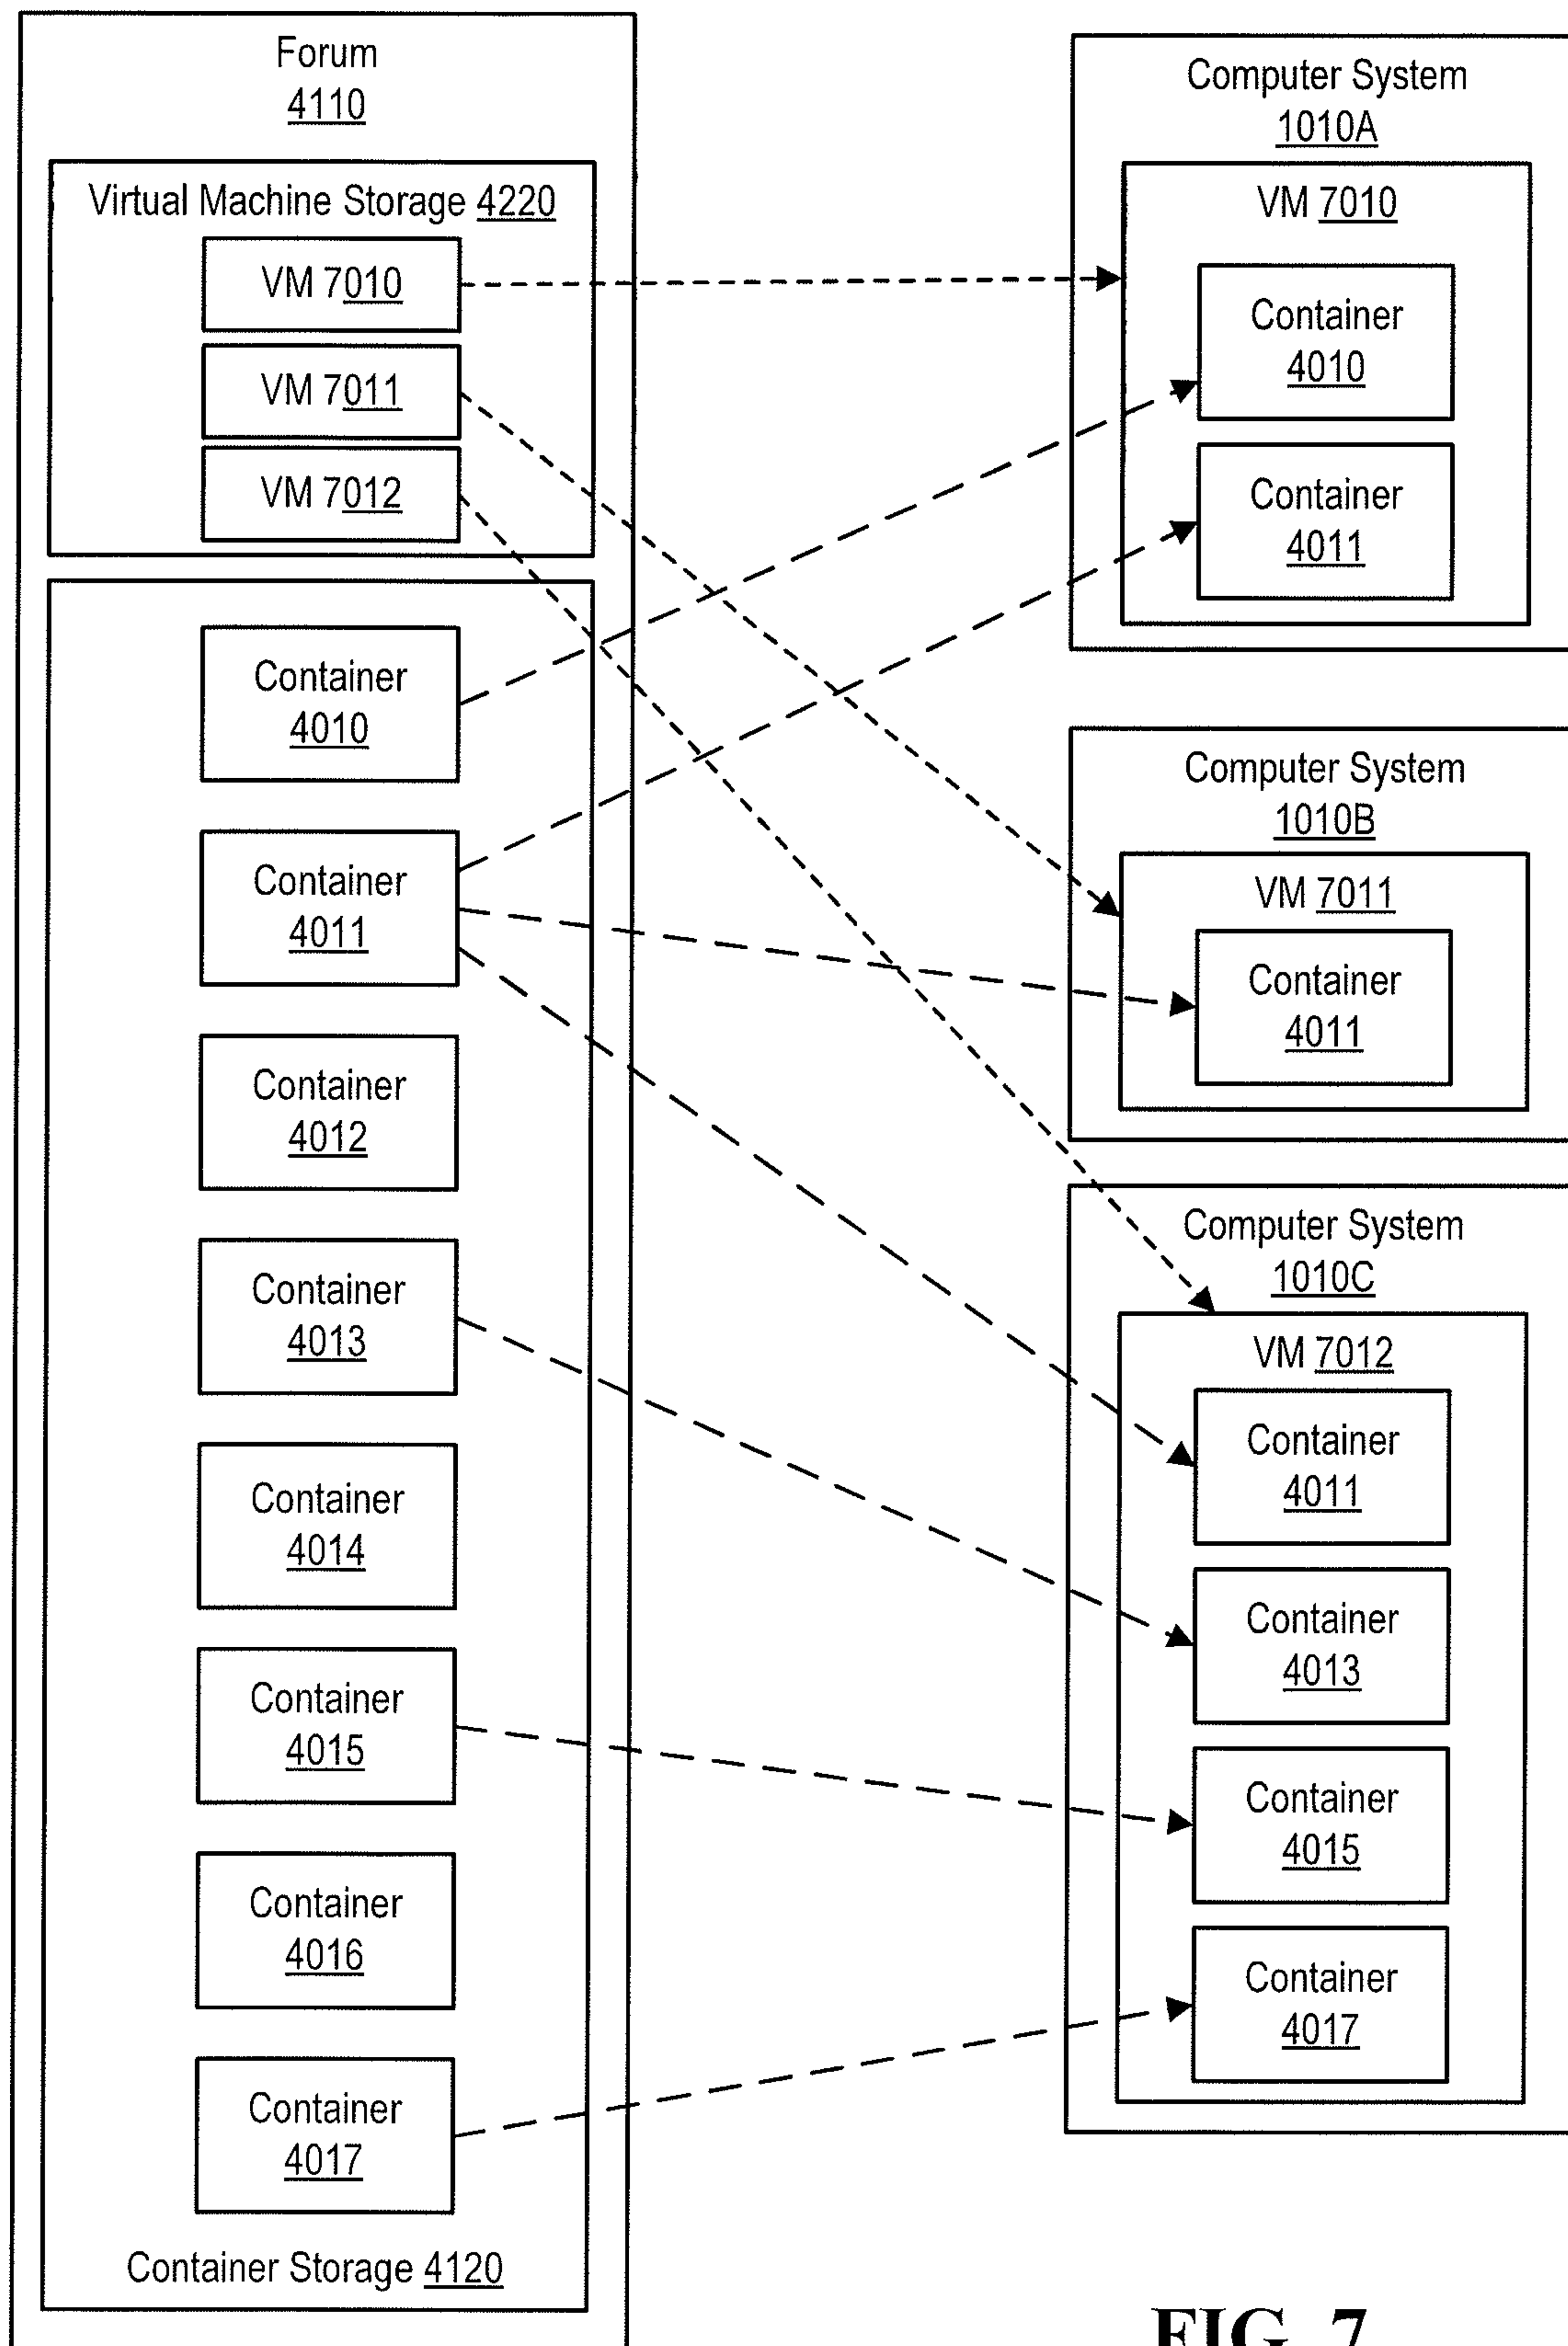 Forum
4110
Virtual Machine Storage 4220
VM 7010
VM 7011
VM 7012
Container
4010
Container
4011
Container
4012
Container
4013
Container
4014
Container
4015
Container
4016
Container
4017
Container Storage 4120
Computer System
1010A
VM 7010
Container
4010
Container
4011
Computer System
1010B
VM 7011
Container
4011
Computer System
1010C
VM 7012
Container
4011
Container
4013
Container
4015
Container
4017
FIG. 7